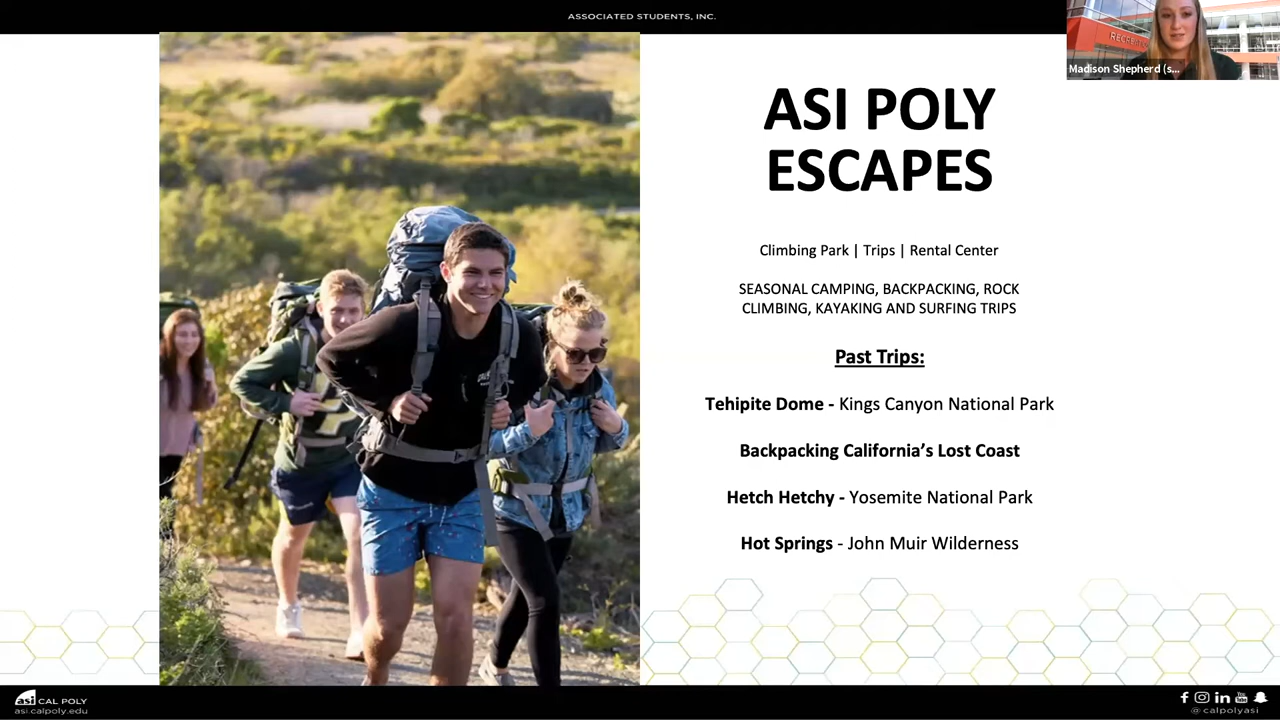 ASSOCIATED STUDENTS, INC.
RECREAT
Madison Shepherd (s...
ASI POLY
ESCAPES
Climbing Park | Trips | Rental Center
SEASONAL CAMPING, BACKPACKING, ROCK
CLIMBING, KAYAKING AND SURFING TRIPS
Past Trips:
Tehipite Dome - Kings Canyon National Park
Backpacking California's Lost Coast
Hetch Hetchy - Yosemite National Park
Hot Springs - John Muir Wilderness
asi CAL POLY
asi.calpoly.edu
@calpolyasi